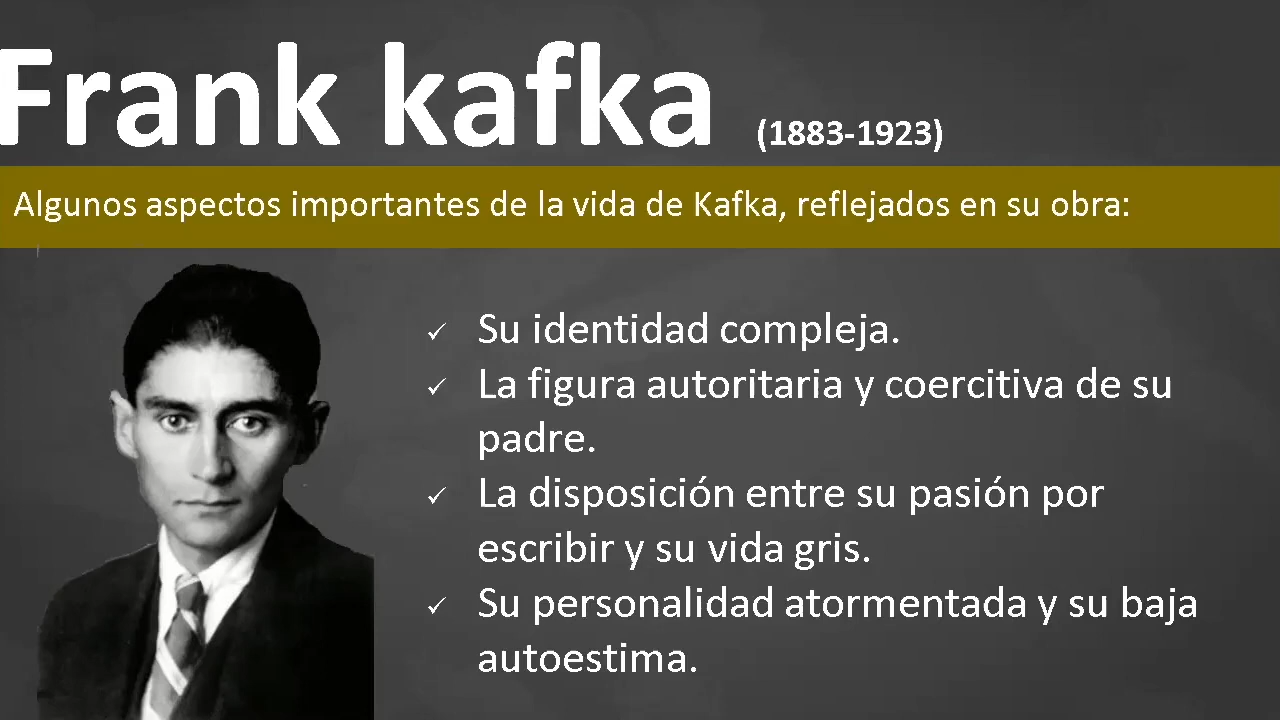 Frank kafka (1883-1923)
Algunos aspectos importantes de la vida de Kafka, reflejados en su obra:
✓ Su identidad compleja.
✓ La figura autoritaria y coercitiva de su
padre.
✓ La disposición entre su pasión por
escribir y su vida gris.
✓ Su personalidad atormentada y su baja
autoestima.